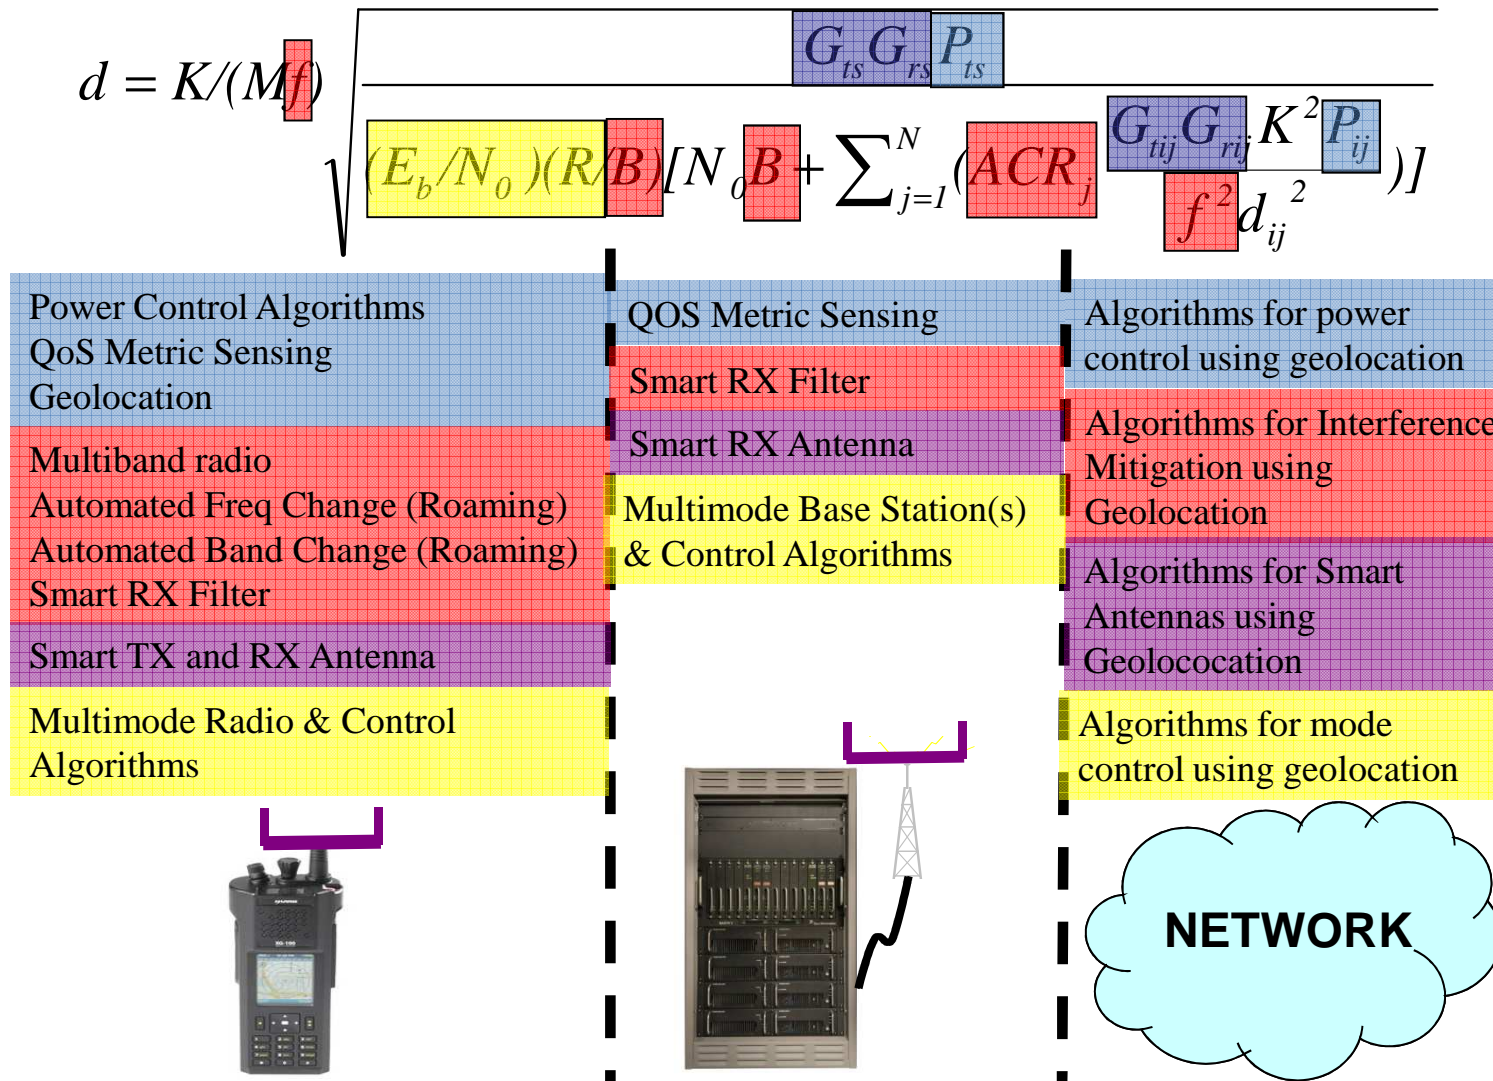 d = K/(Mf) √ G_ts G_rs P_ts
(E_b/N_0)(R/B)[N_0 B + ∑_{j=1}^N (ACR_j G_tij G_rij K^2 P_ij / f^2 d_ij^2)]
Power Control Algorithms
QoS Metric Sensing
Geolocation
Multiband radio
Automated Freq Change (Roaming)
Automated Band Change (Roaming)
Smart RX Filter
Smart TX and RX Antenna
Multimode Radio & Control
Algorithms
QOS Metric Sensing
Smart RX Filter
Smart RX Antenna
Multimode Base Station(s)
& Control Algorithms
Algorithms for power
control using geolocation
Algorithms for Interference
Mitigation using
Geolocation
Algorithms for Smart
Antennas using
Geolococation
Algorithms for mode
control using geolocation
XG-100
NETWORK